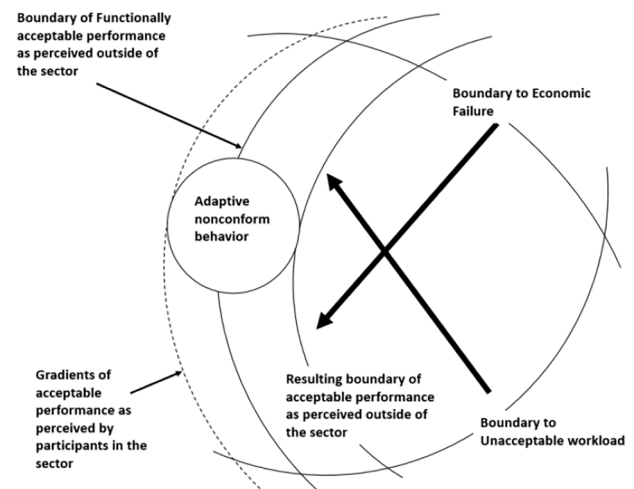 Boundary of Functionally
acceptable performance
as perceived outside of
the sector
Boundary to Economic
Failure
Adaptive
nonconform
behavior
Gradients of
acceptable
performance as
perceived by
participants in the
sector
Resulting boundary of
acceptable performance
as perceived outside of
the sector
Boundary to
Unacceptable workload